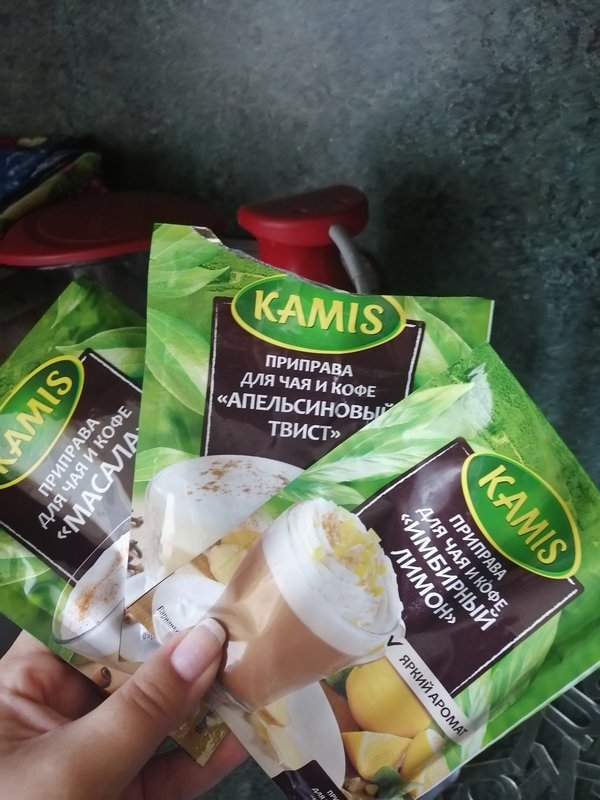 KAMIS
ПРИПРАВА
ДЛЯ ЧАЯ И КОФЕ
«МАСАЛА»
KAMIS
ПРИПРАВА
ДЛЯ ЧАЯ И КОФЕ
«АПЕЛЬСИНОВЫЙ
ТВИСТ»
KAMIS
ПРИПРАВА
ДЛЯ ЧАЯ И КОФЕ
«ИМБИРНЫЙ
ЛИМОН»
ЯРКИЙ АРОМАТ